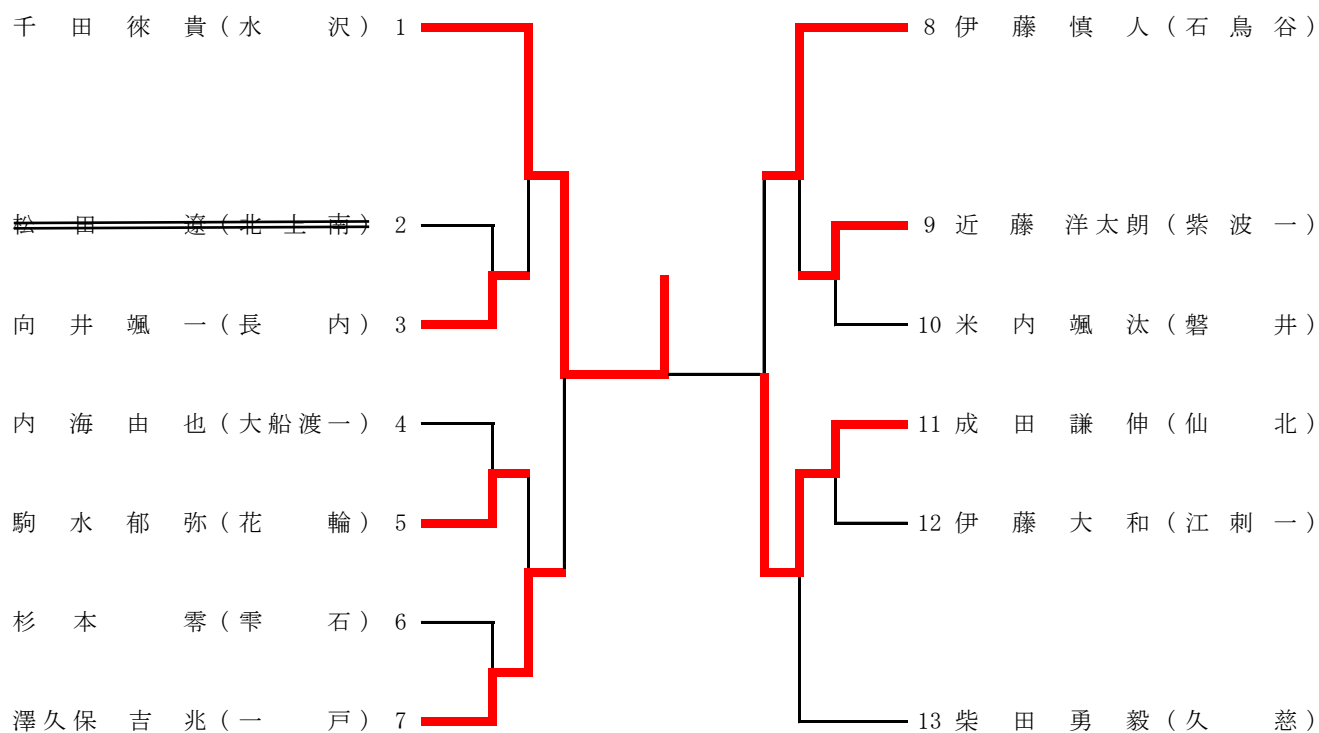 千田徠貴(水沢) 1
松田遼(北上南) 2
向井颯一(長内) 3
内海由也(大船渡一) 4
駒水郁弥(花輪) 5
杉本零(雫石) 6
澤久保吉兆(一戸) 7
8 伊藤慎人(石鳥谷)
9 近藤洋太朗(紫波一)
10 米内颯汰(磐井)
11 成田謙伸(仙北)
12 伊藤大和(江刺一)
13 柴田勇毅(久慈)